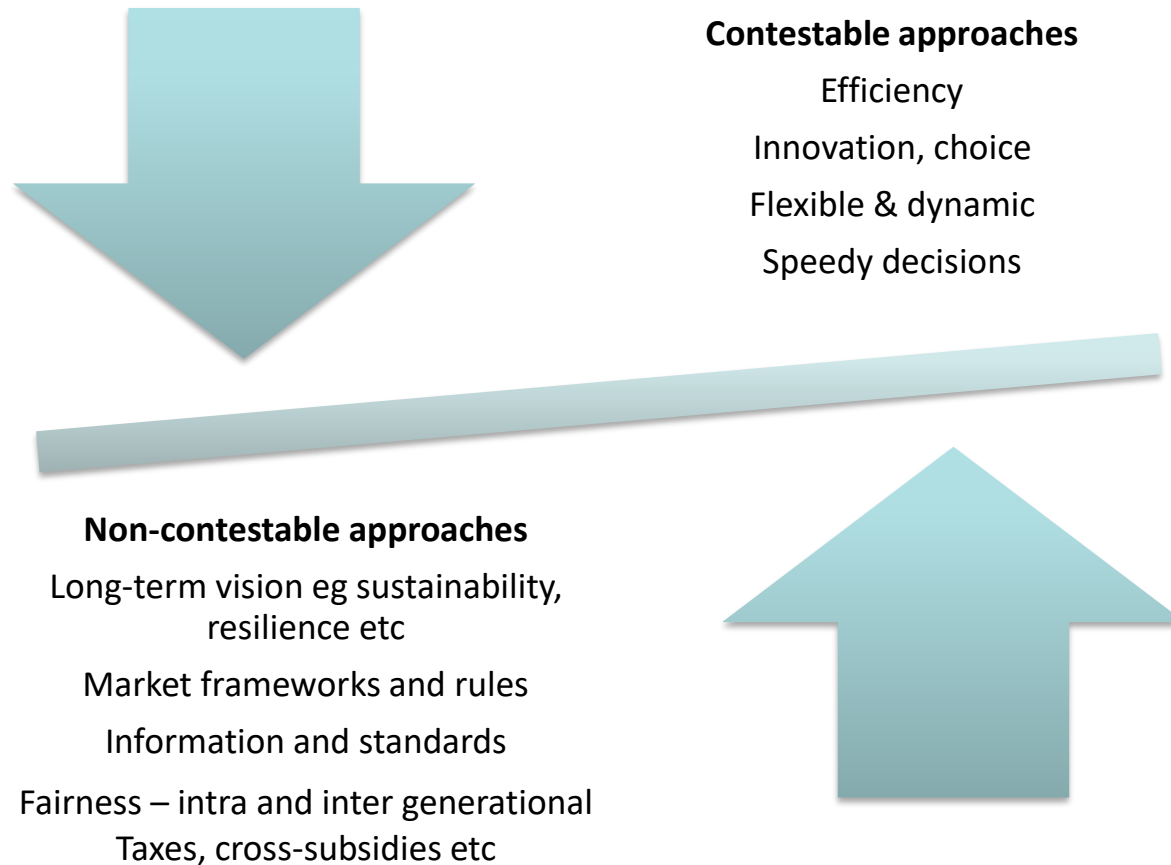 Contestable approaches
Efficiency
Innovation, choice
Flexible & dynamic
Speedy decisions
Non-contestable approaches
Long-term vision eg sustainability,
resilience etc
Market frameworks and rules
Information and standards
Fairness – intra and inter generational
Taxes, cross-subsidies etc